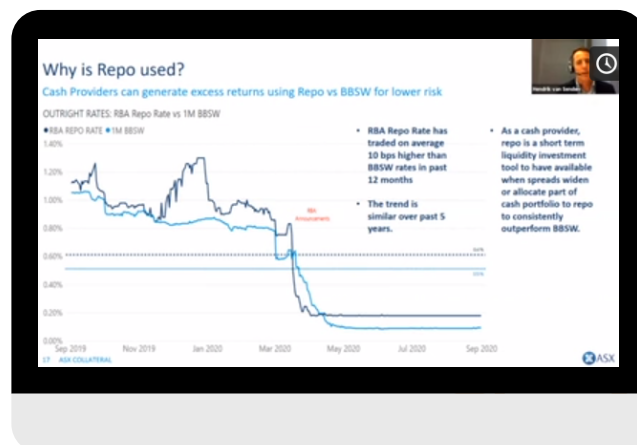 Why is Repo used?
Cash Providers can generate excess returns using Repo vs BBSW for lower risk
OUTRIGHT RATES: RBA Repo Rate vs 1M BBSW
RBA REPO RATE 1M BBSW
1.40%
1.20%
1.00%
0.80%
0.60%
0.40%
0.20%
0.00%
Sep 2019 Nov 2019 Jan 2020 Mar 2020 May 2020 Jul 2020 Sep 2020
RBA
Announcements
• RBA Repo Rate has
traded on average
10 bps higher than
BBSW rates in past
12 months
• The trend is
similar over past 5
years.
• As a cash provider,
repo is a short term
liquidity investment
tool to have available
when spreads widen
or allocate part of
cash portfolio to repo
to consistently
outperform BBSW.
17 ASX COLLATERAL
ASX